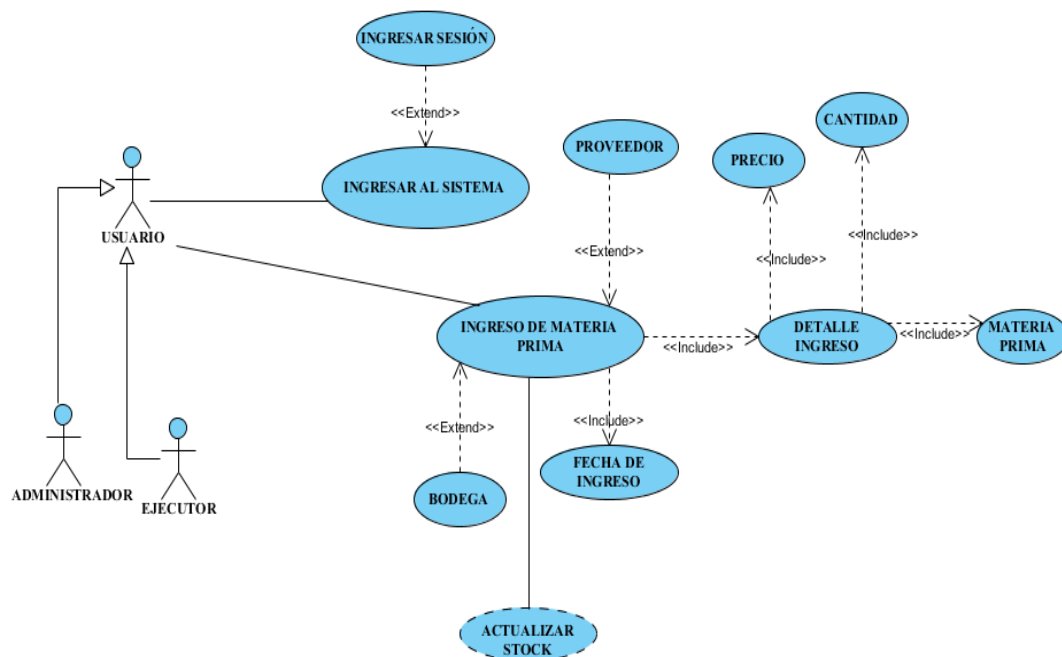 INGRESAR SESIÓN
<<Extend>>
INGRESAR AL SISTEMA
PROVEEDOR
<<Extend>>
PRECIO
CANTIDAD
<<Include>>
<<Include>>
USUARIO
INGRESO DE MATERIA
PRIMA
<<Include>>
DETALLE
INGRESO
<<Include>>
MATERIA
PRIMA
<<Extend>>
<<Include>>
FECHA DE
INGRESO
BODEGA
ADMINISTRADOR
EJECUTOR
ACTUALIZAR
STOCK